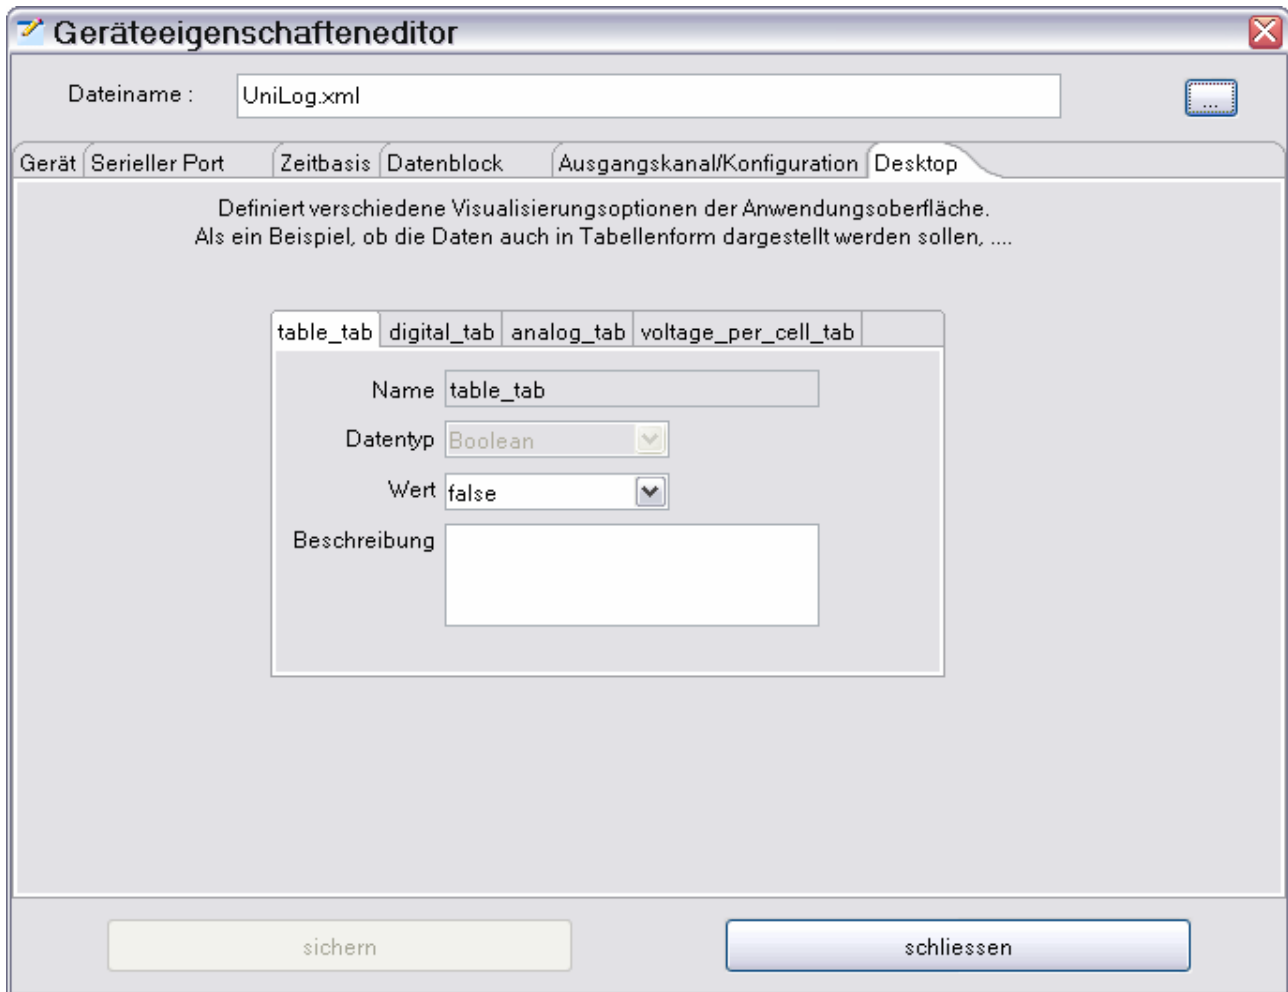 Geräteeigenschafteneditor
Dateiname : UniLog.xml ...
Gerät Serieller Port Zeitbasis Datenblock Ausgangskanal/Konfiguration Desktop
Definiert verschiedene Visualisierungsoptionen der Anwendungsoberfläche.
Als ein Beispiel, ob die Daten auch in Tabellenform dargestellt werden sollen, ....
table_tab digital_tab analog_tab voltage_per_cell_tab
Name table_tab
Datentyp Boolean
Wert false
Beschreibung
sichern schliessen